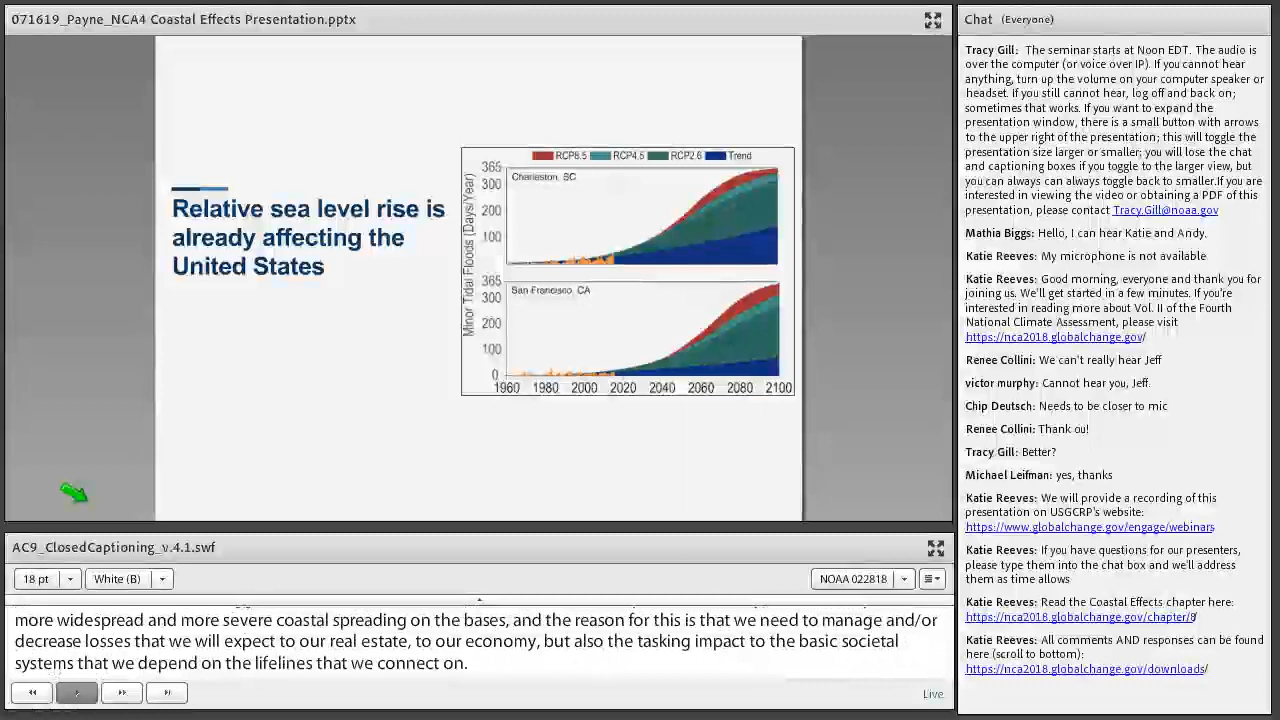 071619_Payne_NCA4 Coastal Effects Presentation.pptx
Relative sea level rise is
already affecting the
United States
RCP8.5 RCP4.5 RCP2.6 Trend
Minor Tidal Floods (Days/Year)
365
300
200
100
Charleston, SC
365
300
200
100
0
San Francisco, CA
1960 1980 2000 2020 2040 2060 2080 2100
AC9_ClosedCaptioning_v.4.1.swf
18 pt White (B) NOAA 022818
more widespread and more severe coastal spreading on the bases, and the reason for this is that we need to manage and/or
decrease losses that we will expect to our real estate, to our economy, but also the tasking impact to the basic societal
systems that we depend on the lifelines that we connect on.
Live
Chat (Everyone)
Tracy Gill: The seminar starts at Noon EDT. The audio is
over the computer (or voice over IP). If you cannot hear
anything, turn up the volume on your computer speaker or
headset. If you still cannot hear, log off and back on;
sometimes that works. If you want to expand the
presentation window, there is a small button with arrows
to the upper right of the presentation; this will toggle the
presentation size larger or smaller; you will lose the chat
and captioning boxes if you toggle to the larger view, but
you can always can always toggle back to smaller.If you are
interested in viewing the video or obtaining a PDF of this
presentation, please contact Tracy.Gill@noaa.gov
Mathia Biggs: Hello, I can hear Katie and Andy.
Katie Reeves: My microphone is not available
Katie Reeves: Good morning, everyone and thank you for
joining us. We'll get started in a few minutes. If you're
interested in reading more about Vol. II of the Fourth
National Climate Assessment, please visit
https://nca2018.globalchange.gov/
Renee Collini: We can't really hear Jeff
victor murphy: Cannot hear you, Jeff.
Chip Deutsch: Needs to be closer to mic
Renee Collini: Thank ou!
Tracy Gill: Better?
Michael Leifman: yes, thanks
Katie Reeves: We will provide a recording of this
presentation on USGCRP's website:
https://www.globalchange.gov/engage/webinars
Katie Reeves: If you have questions for our presenters,
please type them into the chat box and we'll address
them as time allows
Katie Reeves: Read the Coastal Effects chapter here:
https://nca2018.globalchange.gov/chapter/8
Katie Reeves: All comments AND responses can be found
here (scroll to bottom):
https://nca2018.globalchange.gov/downloads/